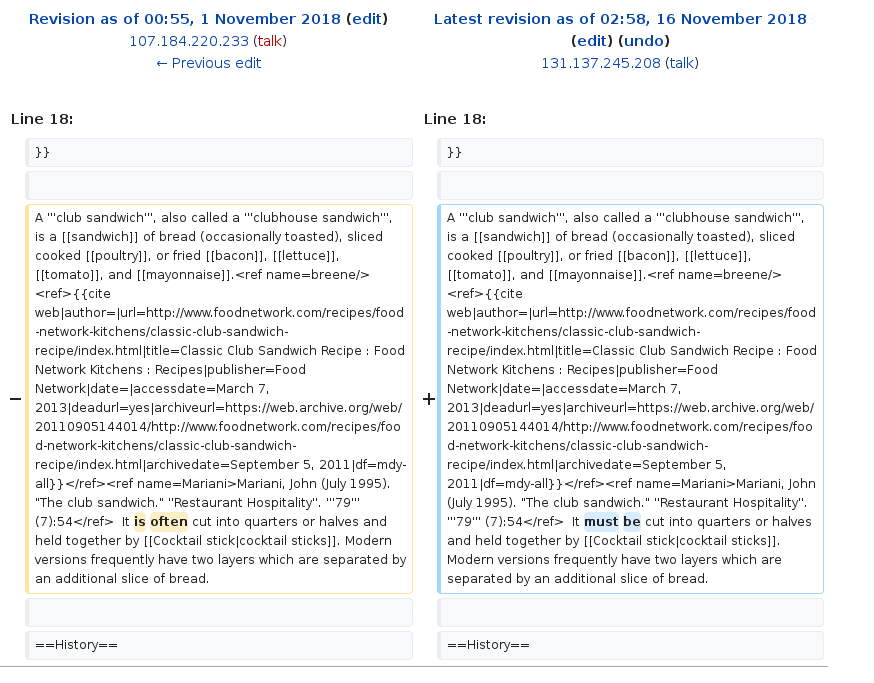 Revision as of 00:55, 1 November 2018 (edit)
107.184.220.233 (talk)
← Previous edit
Latest revision as of 02:58, 16 November 2018
(edit) (undo)
131.137.245.208 (talk)
Line 18:
Line 18:
}}
}}
−
A '''club sandwich''', also called a '''clubhouse sandwich''',
is a [[sandwich]] of bread (occasionally toasted), sliced
cooked [[poultry]], or fried [[bacon]], [[lettuce]],
[[tomato]], and [[mayonnaise]].<ref name=breene/>
<ref>{{cite
web|author=|url=http://www.foodnetwork.com/recipes/food
-network-kitchens/classic-club-sandwich-
recipe/index.html|title=Classic Club Sandwich Recipe : Food
Network Kitchens : Recipes|publisher=Food
Network|date=|accessdate=March 7,
2013|deadurl=yes|archiveurl=https://web.archive.org/web/
20110905144014/http://www.foodnetwork.com/recipes/foo
d-network-kitchens/classic-club-sandwich-
recipe/index.html|archivedate=September 5, 2011|df=mdy-
all}}</ref><ref name=Mariani>Mariani, John (July 1995).
"The club sandwich." ''Restaurant Hospitality''. '''79'''
(7):54</ref>  It is often cut into quarters or halves and
held together by [[Cocktail stick|cocktail sticks]]. Modern
versions frequently have two layers which are separated by
an additional slice of bread.
+
A '''club sandwich''', also called a '''clubhouse sandwich''',
is a [[sandwich]] of bread (occasionally toasted), sliced
cooked [[poultry]], or fried [[bacon]], [[lettuce]],
[[tomato]], and [[mayonnaise]].<ref name=breene/>
<ref>{{cite
web|author=|url=http://www.foodnetwork.com/recipes/food
-network-kitchens/classic-club-sandwich-
recipe/index.html|title=Classic Club Sandwich Recipe : Food
Network Kitchens : Recipes|publisher=Food
Network|date=|accessdate=March 7,
2013|deadurl=yes|archiveurl=https://web.archive.org/web/
20110905144014/http://www.foodnetwork.com/recipes/foo
d-network-kitchens/classic-club-sandwich-
recipe/index.html|archivedate=September 5,
2011|df=mdy-all}}</ref><ref name=Mariani>Mariani, John
(July 1995). "The club sandwich." ''Restaurant Hospitality''.
'''79''' (7):54</ref>  It must be cut into quarters or halves
and held together by [[Cocktail stick|cocktail sticks]].
Modern versions frequently have two layers which are
separated by an additional slice of bread.
==History==
==History==